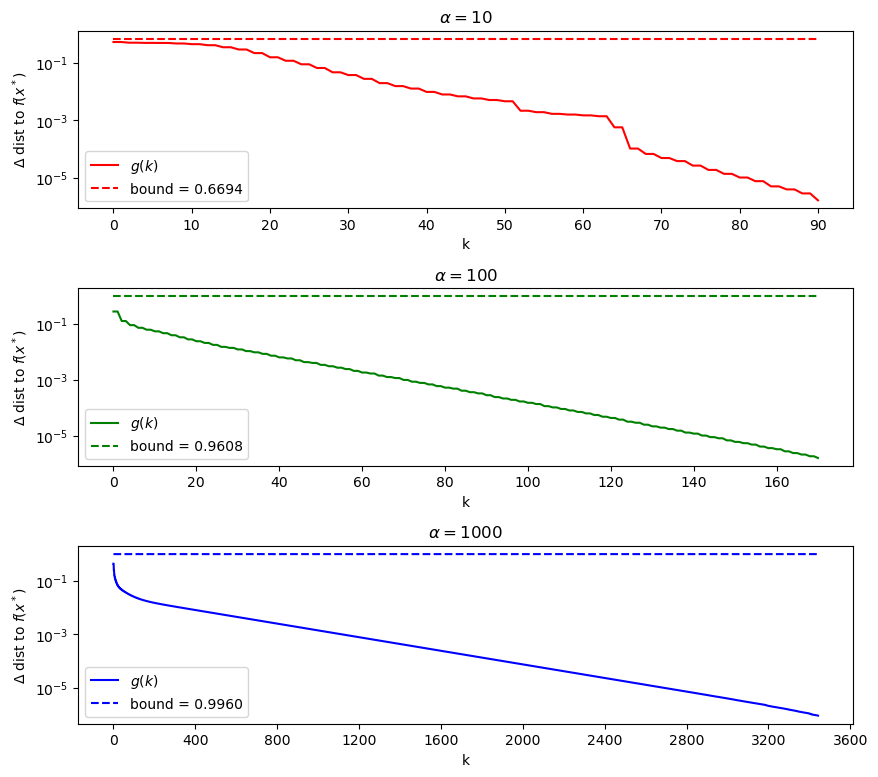 α = 10
10⁻¹
10⁻³
10⁻⁵
Δ dist to f(x*)
g(k)
bound = 0.6694
0 10 20 30 40 50 60 70 80 90
k
α = 100
10⁻¹
10⁻³
10⁻⁵
Δ dist to f(x*)
g(k)
bound = 0.9608
0 20 40 60 80 100 120 140 160
k
α = 1000
10⁻¹
10⁻³
10⁻⁵
Δ dist to f(x*)
g(k)
bound = 0.9960
0 400 800 1200 1600 2000 2400 2800 3200 3600
k